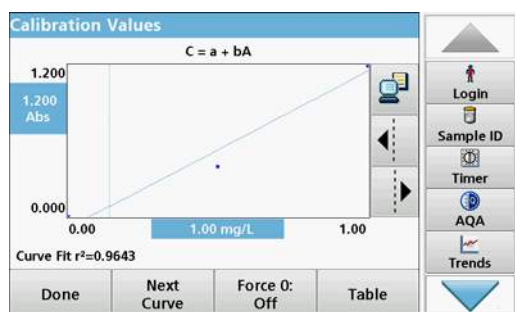 Calibration Values
C = a + bA
1.200
1.200
Abs
0.000
0.00
1.00 mg/L
1.00
Curve Fit r²=0.9643
Done
Next
Curve
Force 0:
Off
Table
Login
Sample ID
Timer
AQA
Trends